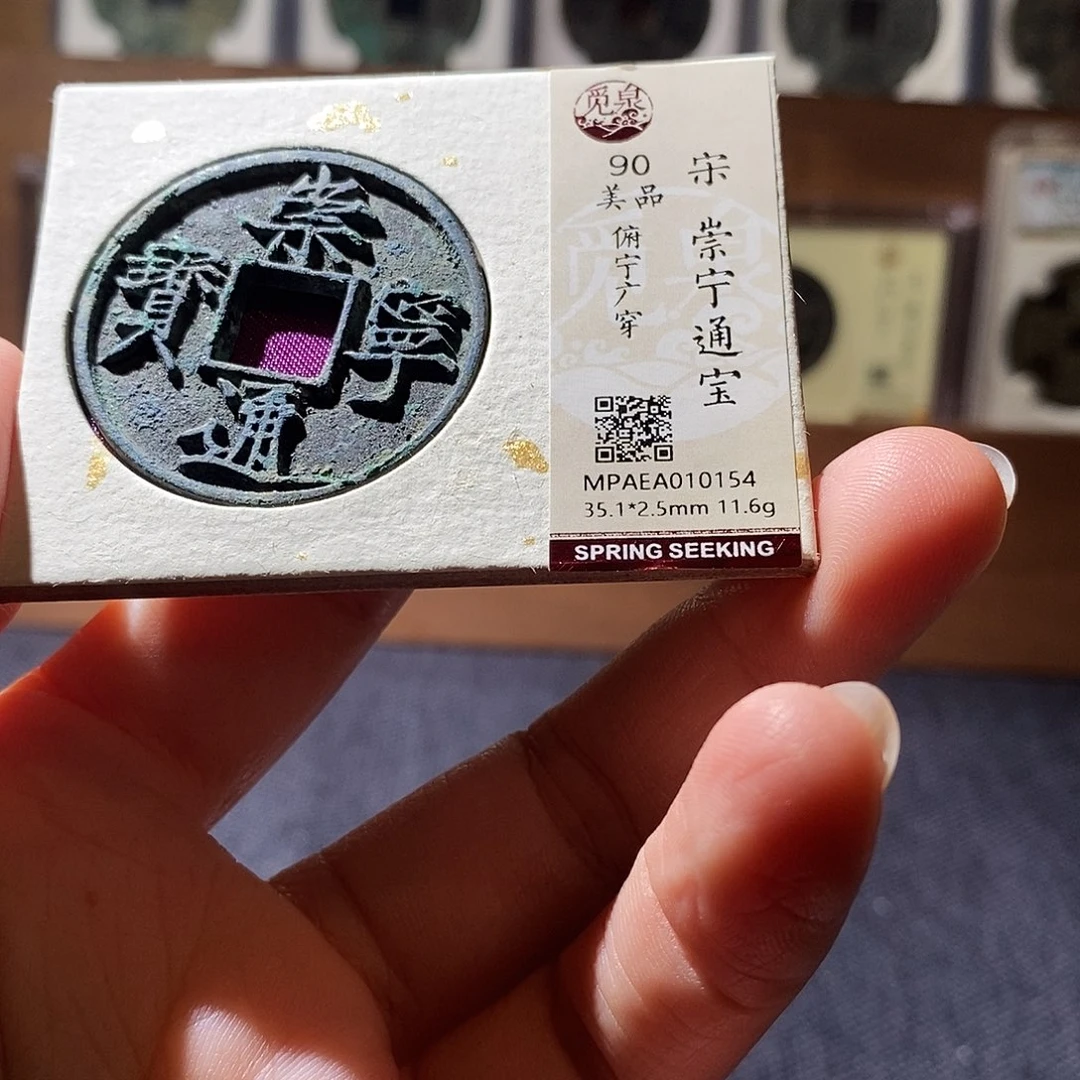 崇寧通寶
觅泉
90
美品
俯宁广穿
宋 崇宁通宝
MPAEA010154
35.1*2.5mm 11.6g
SPRING SEEKING